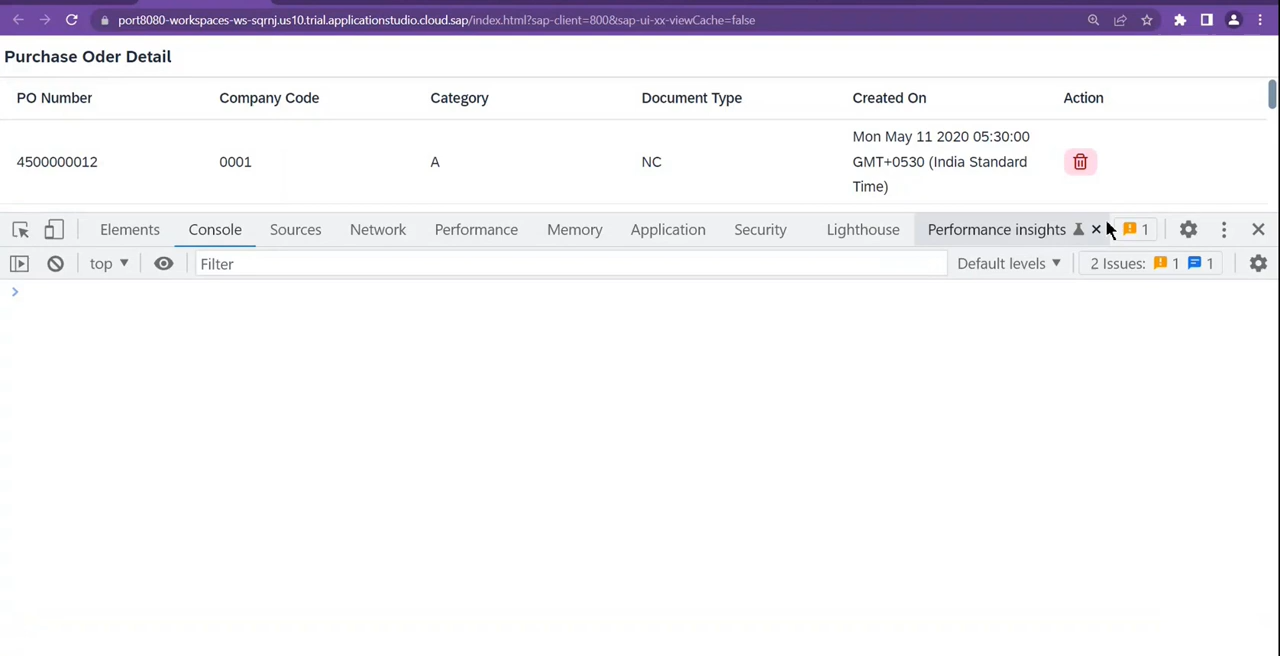 port8080-workspaces-ws-sqrnj.us10.trial.applicationstudio.cloud.sap/index.html?sap-client=800&sap-ui-xx-viewCache=false
Purchase Oder Detail
PO Number Company Code Category Document Type Created On Action
4500000012 0001 A NC Mon May 11 2020 05:30:00
GMT+0530 (India Standard
Time)
Elements Console Sources Network Performance Memory Application Security Lighthouse Performance insights 1
top Filter Default levels 2 Issues: 1 1